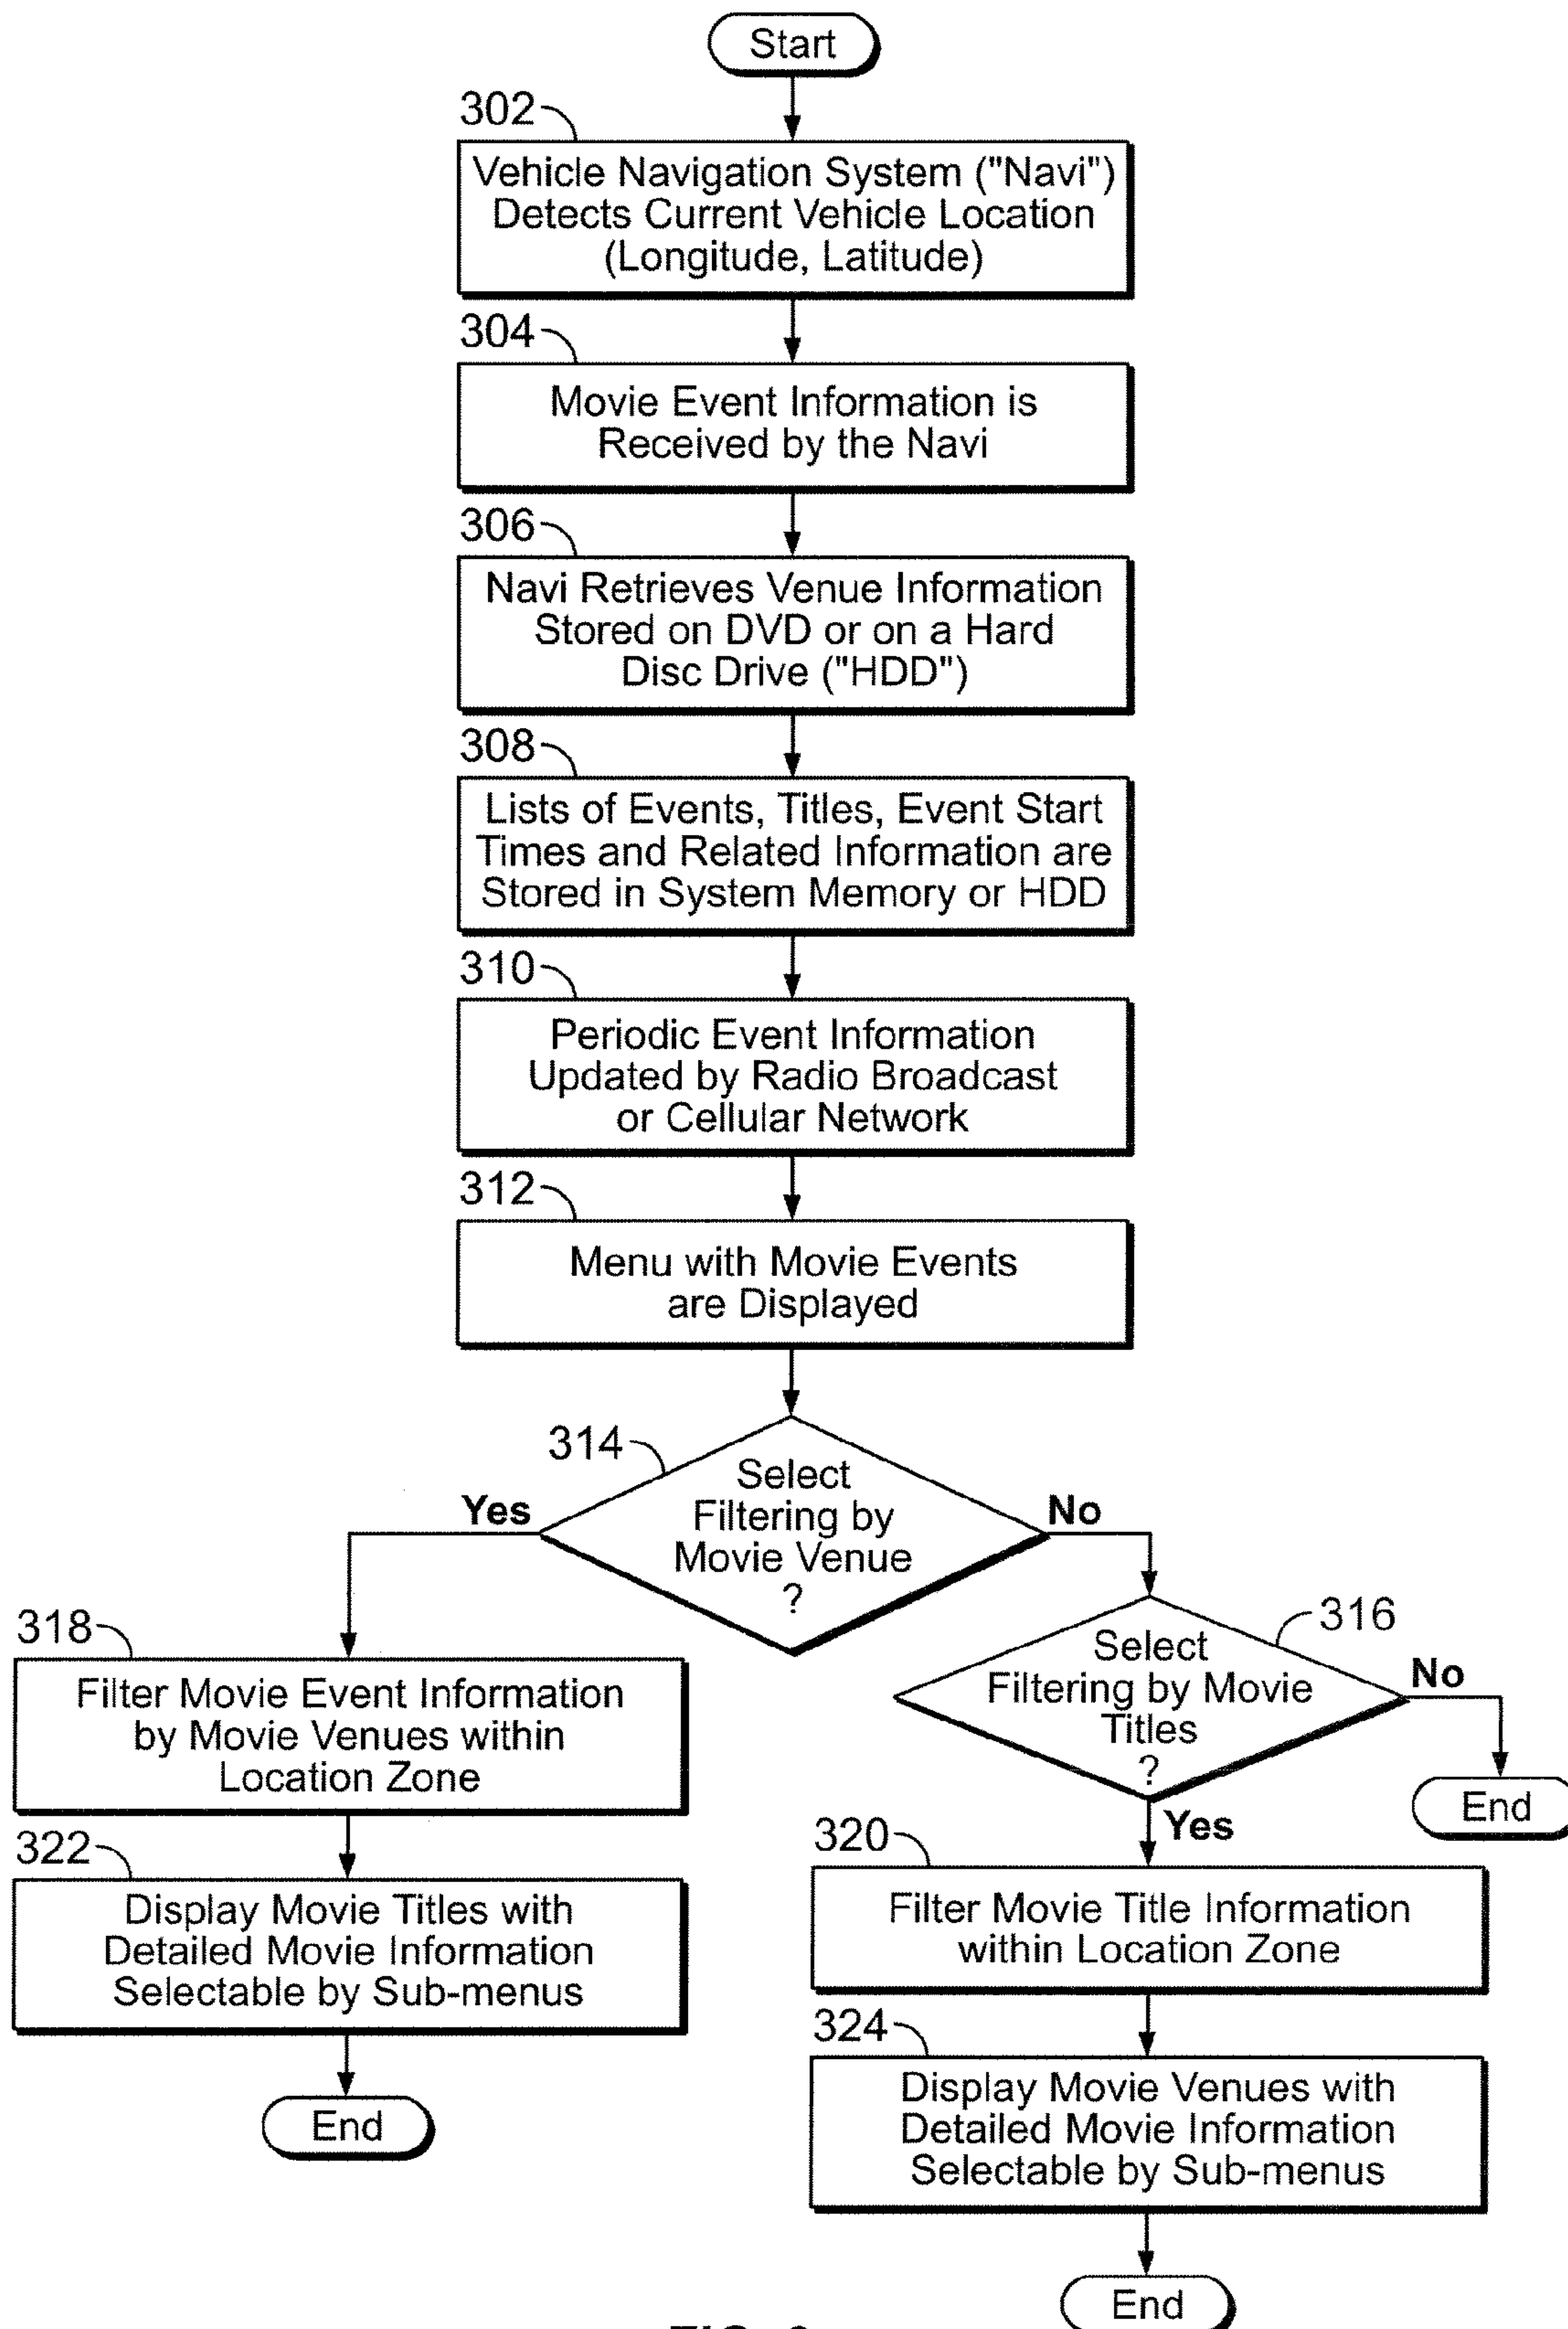 Start
302
Vehicle Navigation System ("Navi")
Detects Current Vehicle Location
(Longitude, Latitude)
304
Movie Event Information is
Received by the Navi
306
Navi Retrieves Venue Information
Stored on DVD or on a Hard
Disc Drive ("HDD")
308
Lists of Events, Titles, Event Start
Times and Related Information are
Stored in System Memory or HDD
310
Periodic Event Information
Updated by Radio Broadcast
or Cellular Network
312
Menu with Movie Events
are Displayed
314
Select
Filtering by
Movie Venue
?
Yes
No
316
Select
Filtering by Movie
Titles
?
No
End
Yes
318
Filter Movie Event Information
by Movie Venues within
Location Zone
322
Display Movie Titles with
Detailed Movie Information
Selectable by Sub-menus
End
320
Filter Movie Title Information
within Location Zone
324
Display Movie Venues with
Detailed Movie Information
Selectable by Sub-menus
End